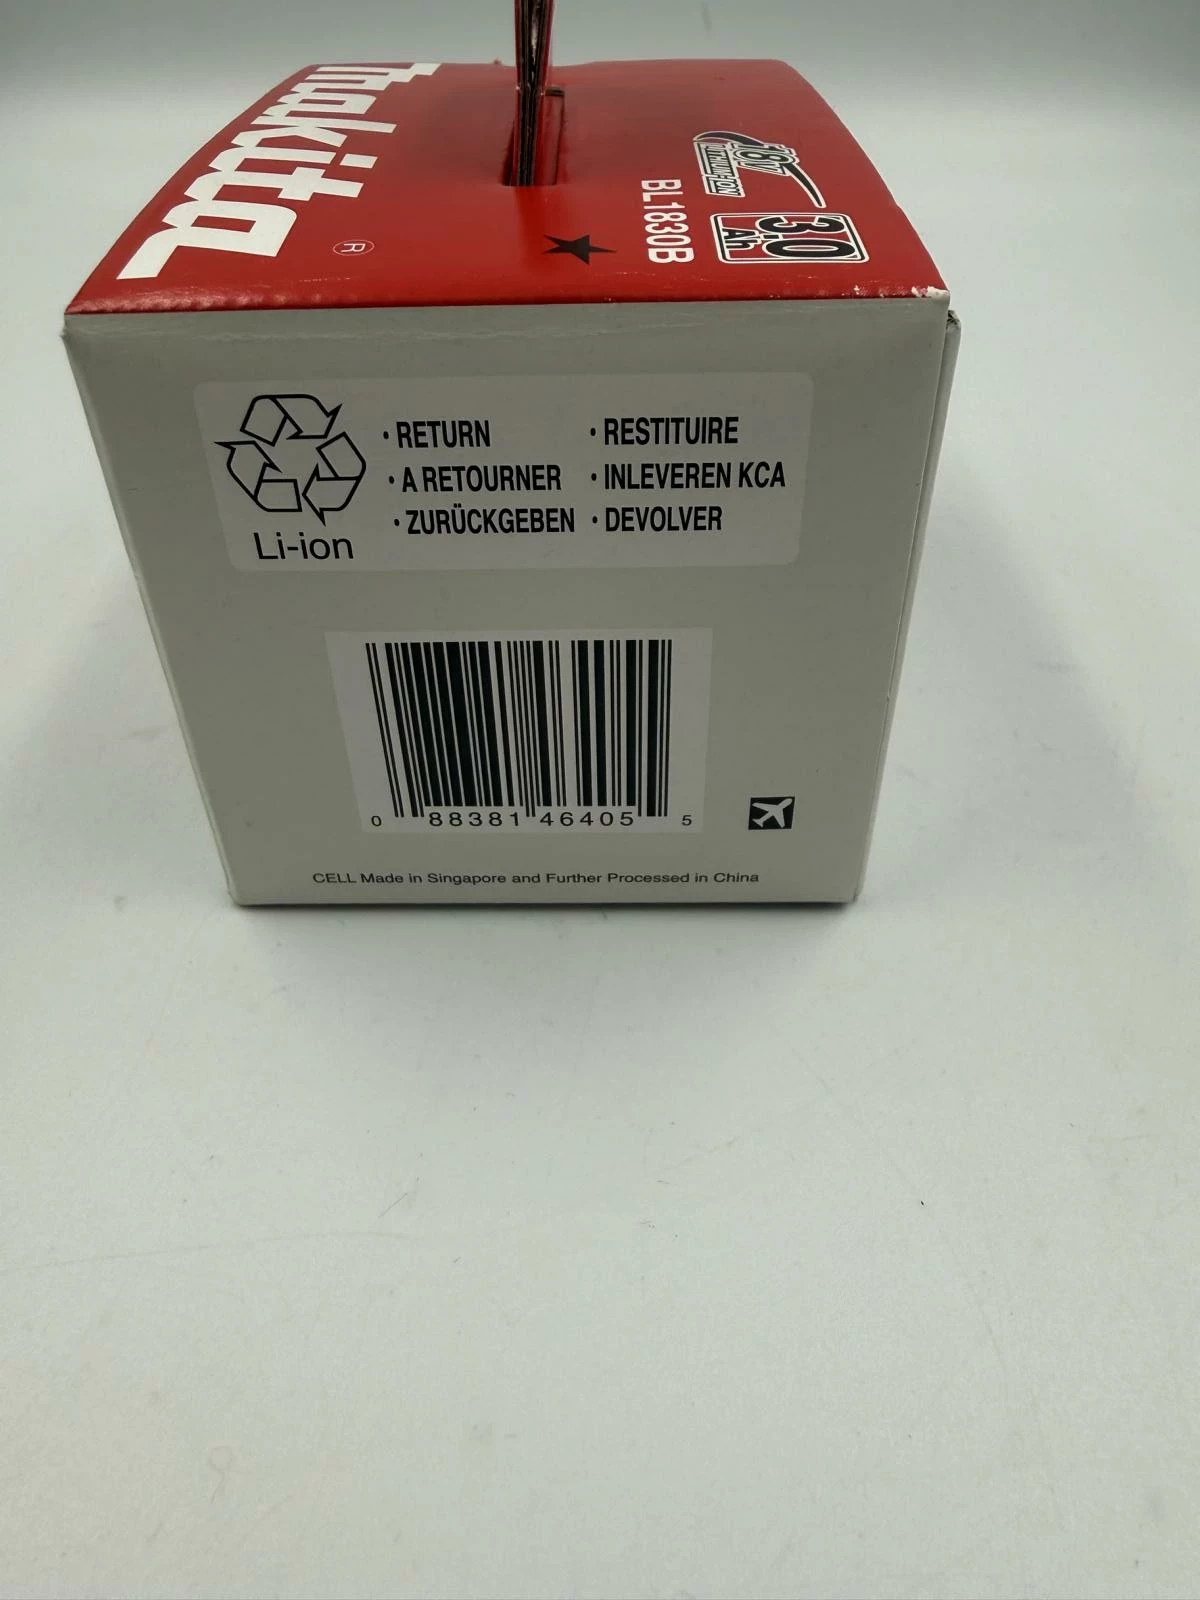 makita®
18V
LITHIUM-ION
3.0
Ah
BL1830B
• RETURN
• A RETOURNER
• ZURÜCKGEBEN
• RESTITUIRE
• INLEVEREN KCA
• DEVOLVER
Li-ion
0 88381 46405 5
CELL Made in Singapore and Further Processed in China